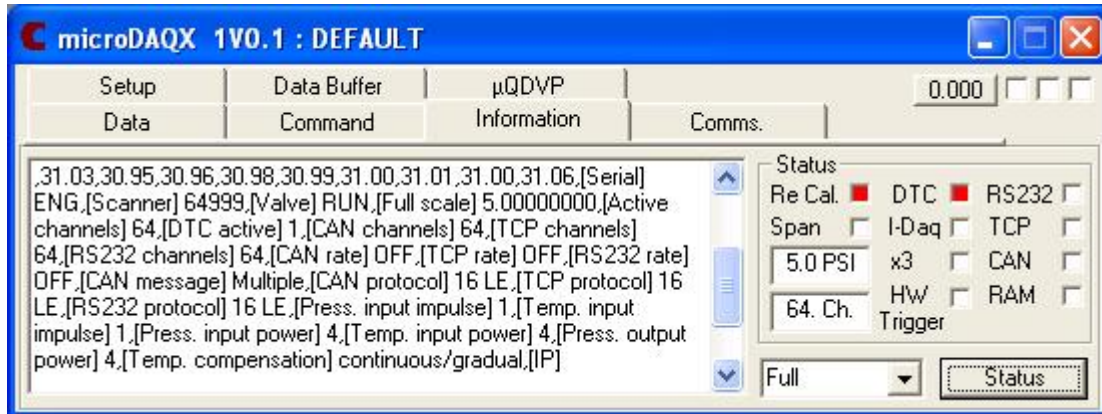 microDAQX 1V0.1 : DEFAULT
Setup Data Buffer µQDVP
0.000
Data Command Information Comms.
,31.03,30.95,30.96,30.98,30.99,31.00,31.01,31.00,31.06,[Serial]
ENG,[Scanner] 64999,[Valve] RUN,[Full scale] 5.00000000,[Active
channels] 64,[DTC active] 1,[CAN channels] 64,[TCP channels]
64,[RS232 channels] 64,[CAN rate] OFF,[TCP rate] OFF,[RS232 rate]
OFF,[CAN message] Multiple,[CAN protocol] 16 LE,[TCP protocol] 16
LE,[RS232 protocol] 16 LE,[Press. input impulse] 1,[Temp. input
impulse] 1,[Press. input power] 4,[Temp. input power] 4,[Press. output
power] 4,[Temp. compensation] continuous/gradual,[IP]
Status
Re Cal. DTC RS232
Span I-Daq TCP
5.0 PSI x3 CAN
64. Ch. HW Trigger RAM
Full Status